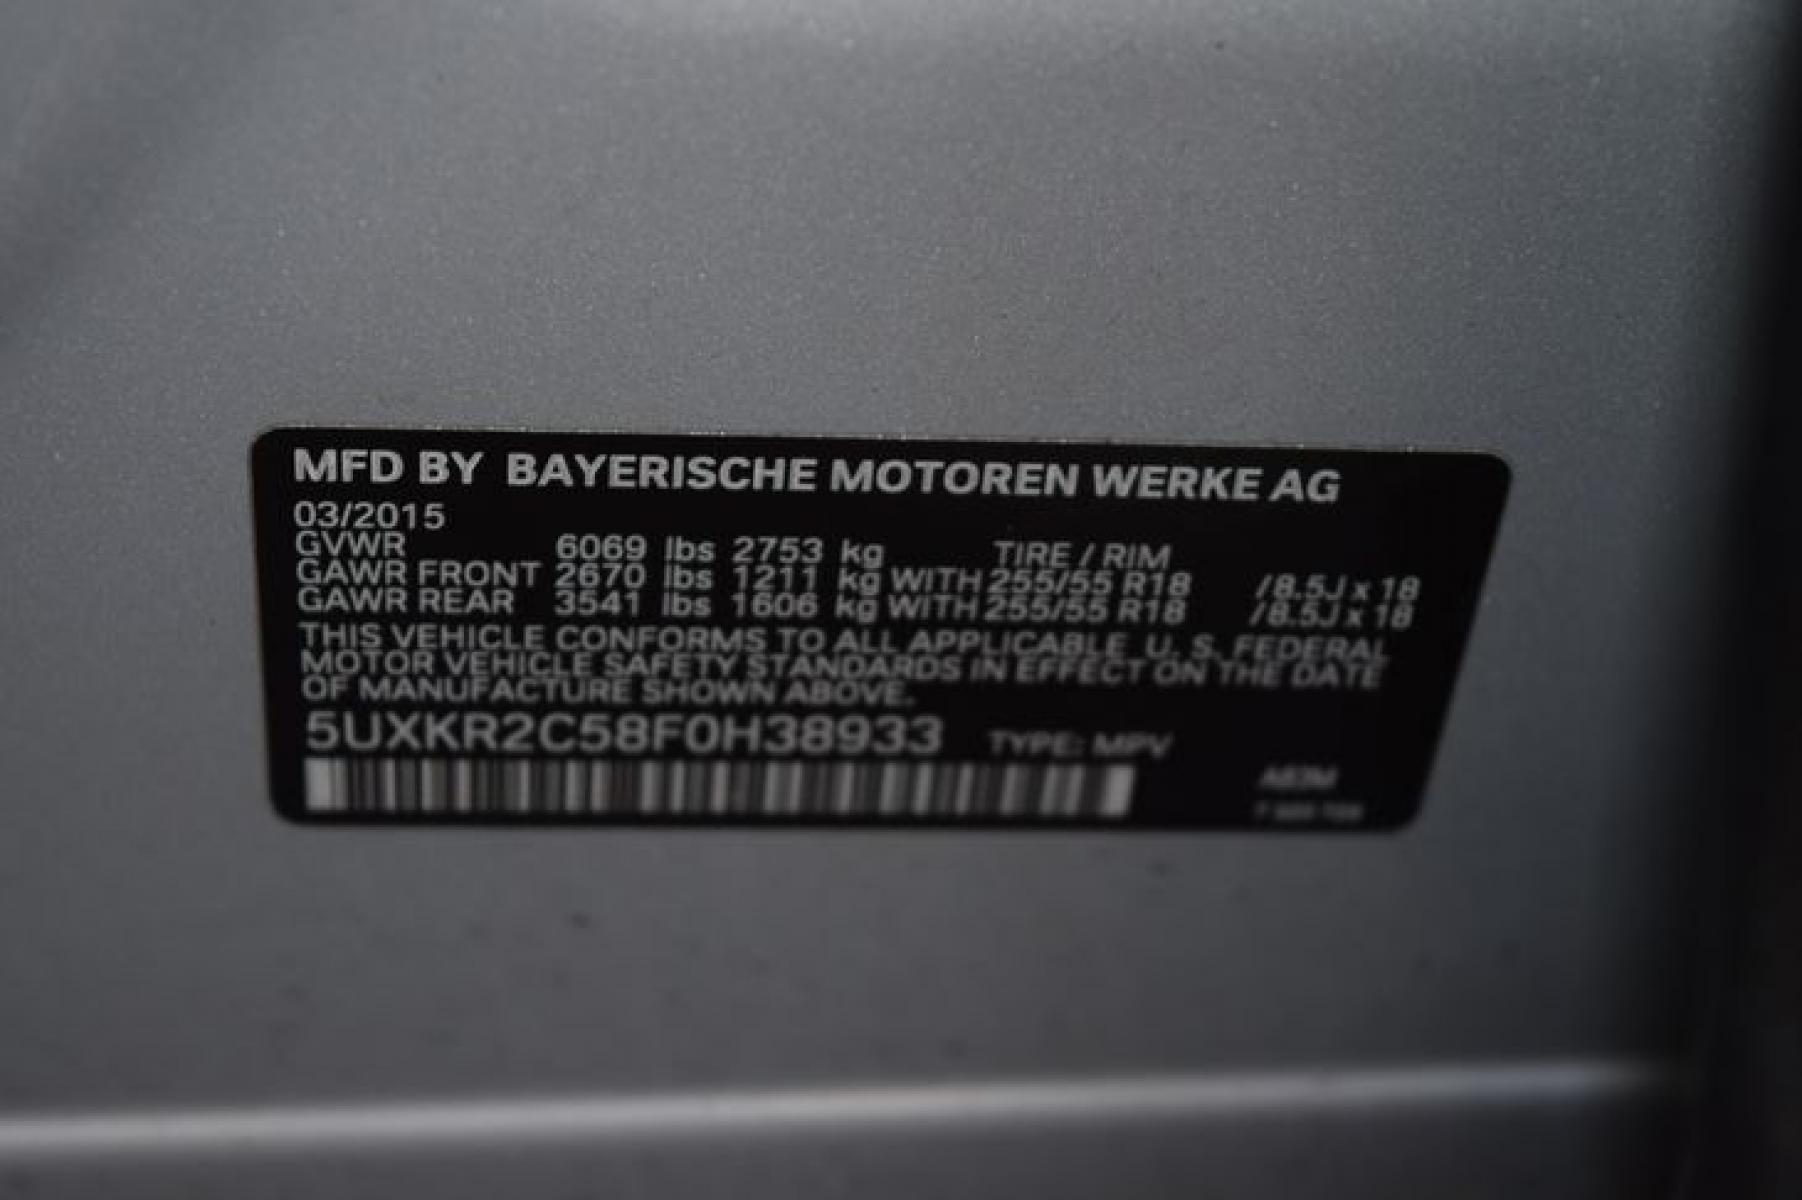 MFD BY BAYERISCHE MOTOREN WERKE AG
03/2015
GVWR 6069 lbs 2753 kg TIRE / RIM
GAWR FRONT 2670 lbs 1211 kg WITH 255/55 R18 /8.5J x 18
GAWR REAR 3541 lbs 1606 kg WITH 255/55 R18 /8.5J x 18
THIS VEHICLE CONFORMS TO ALL APPLICABLE U. S. FEDERAL
MOTOR VEHICLE SAFETY STANDARDS IN EFFECT ON THE DATE
OF MANUFACTURE SHOWN ABOVE.
5UXKR2C58F0H38933 TYPE: MPV